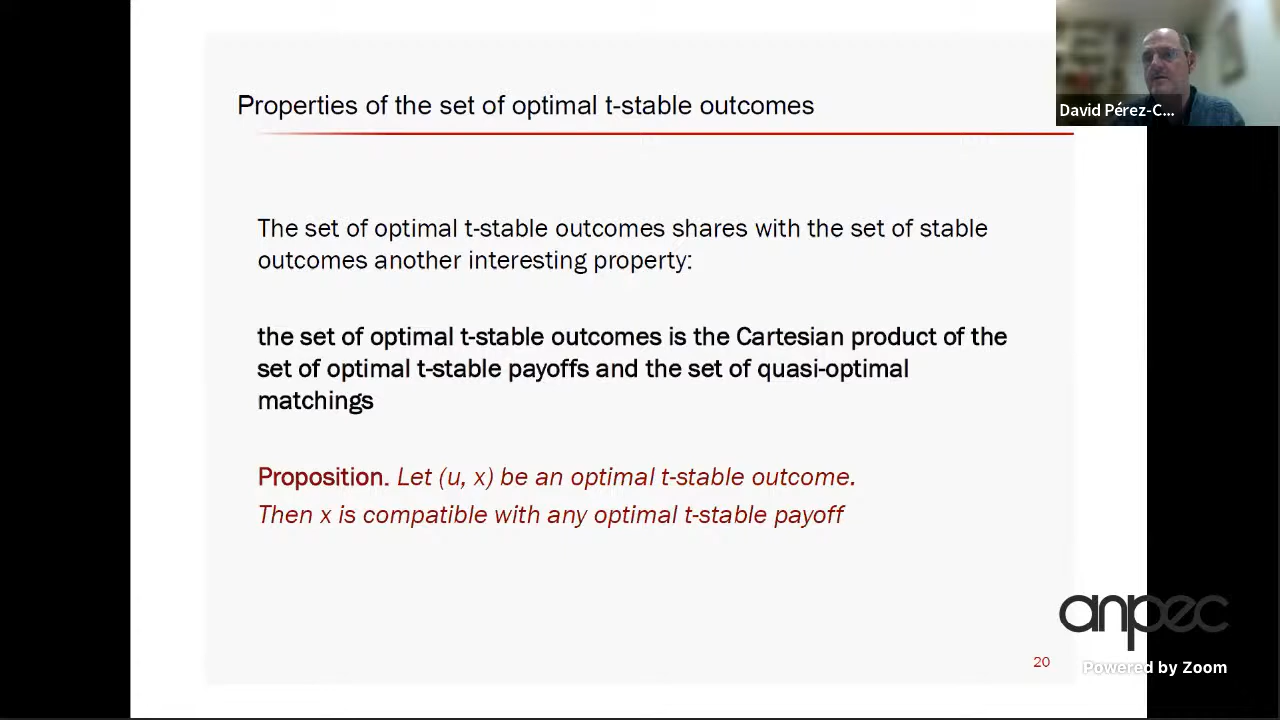 Properties of the set of optimal t-stable outcomes
David Pérez-C...
The set of optimal t-stable outcomes shares with the set of stable
outcomes another interesting property:
the set of optimal t-stable outcomes is the Cartesian product of the
set of optimal t-stable payoffs and the set of quasi-optimal
matchings
Proposition. Let (u, x) be an optimal t-stable outcome.
Then x is compatible with any optimal t-stable payoff
anpec
20
Powered by Zoom